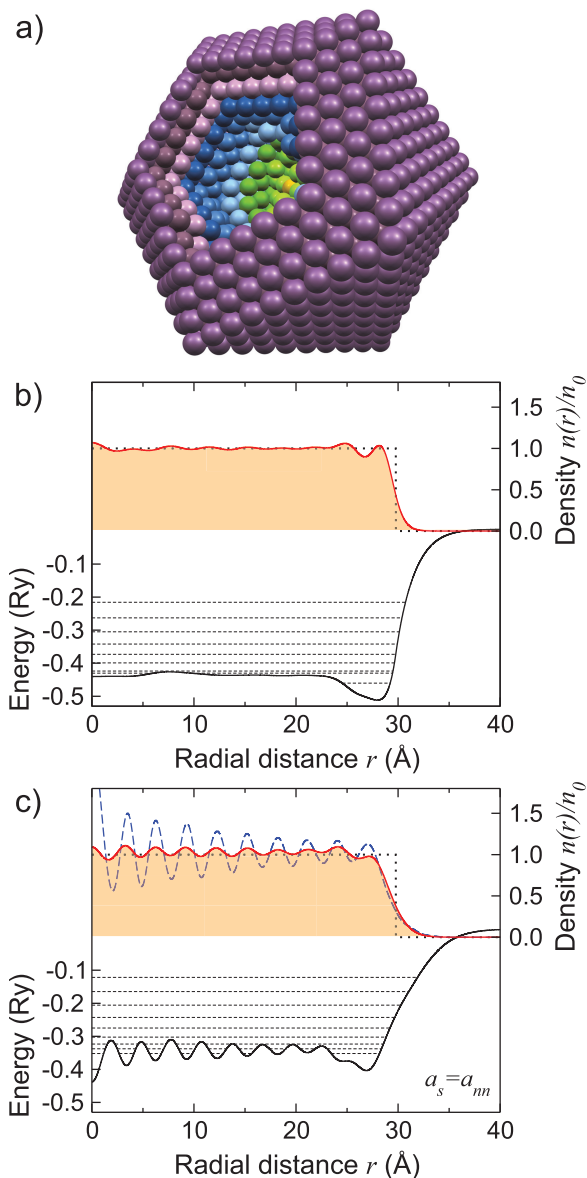 a)
b)
1.5
1.0
0.5
0.0
Density n(r)/n0
-0.1
-0.2
-0.3
-0.4
-0.5
Energy (Ry)
0 10 20 30 40
Radial distance r (Å)
c)
1.5
1.0
0.5
0.0
Density n(r)/n0
-0.1
-0.2
-0.3
-0.4
-0.5
Energy (Ry)
as=ann
0 10 20 30 40
Radial distance r (Å)